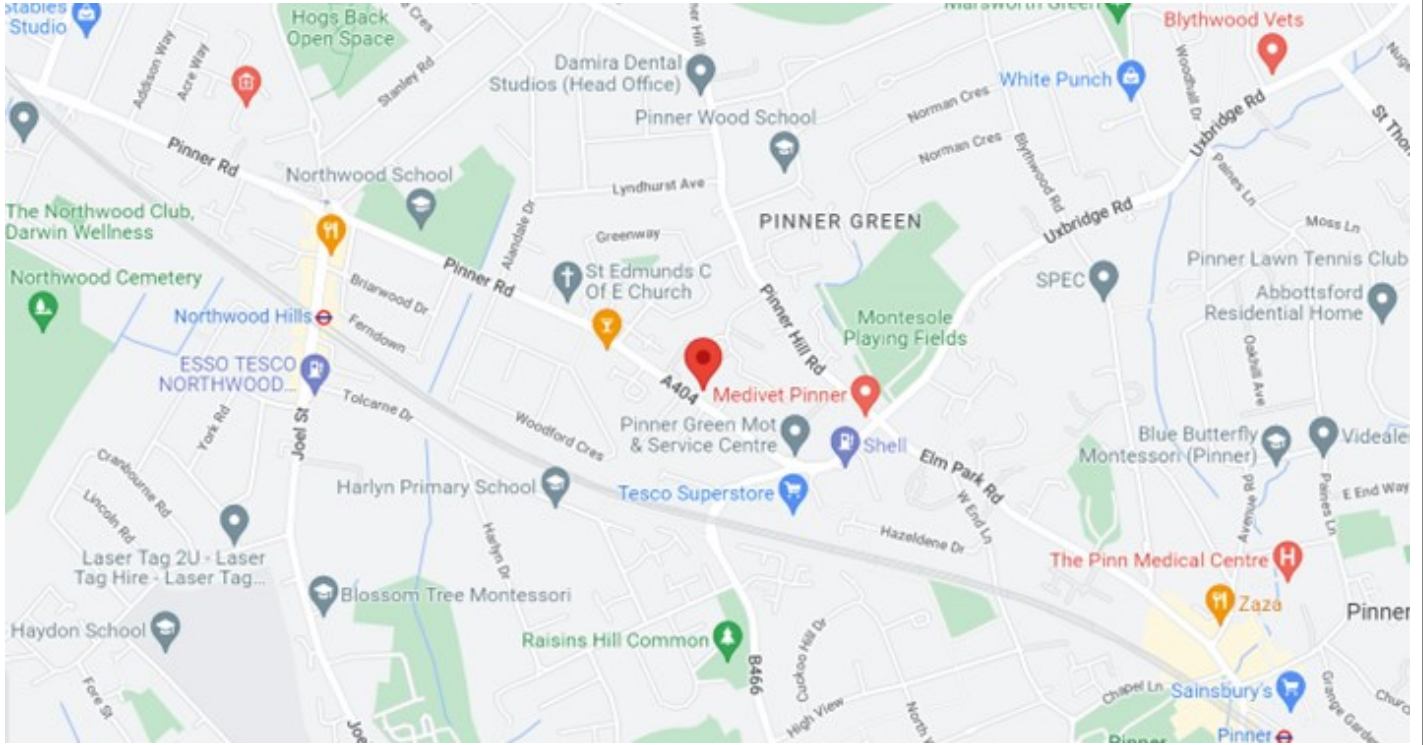 Stables
Studio
Hogs Back
Open Space
Pinner Hill
Marsworth Green
Blythwood Vets
Addison Way
Acre Way
Stanley Rd
Damira Dental
Studios (Head Office)
White Punch
Woodhall Dr
Uxbridge Rd
Norman Cres
Pinner Wood School
Norman Cres
Blythwood Rd
Pinner Rd
Northwood School
Lyndhurst Ave
Paines Ln
The Northwood Club,
Darwin Wellness
Alandale Dr
Greenway
PINNER GREEN
Uxbridge Rd
Moss Ln
Northwood Cemetery
Pinner Rd
St Edmunds C
Of E Church
SPEC
Pinner Lawn Tennis Club
Abbottsford
Residential Home
Briarwood Dr
Northwood Hills
Ferndown
Pinner Hill Rd
Montesole
Playing Fields
Oakhill Ave
ESSO TESCO
NORTHWOOD...
A404
Medivet Pinner
Tolcarne Dr
York Rd
Joel St
Woodford Cres
Pinner Green Mot
& Service Centre
Shell
Elm Park Rd
Blue Butterfly
Montessori (Pinner)
Cranbourne Rd
Lincoln Rd
Harlyn Primary School
Tesco Superstore
W End Ln
Avenue Rd
Paines Ln
E End Way
Harlyn Dr
Hazeldene Dr
Laser Tag 2U - Laser
Tag Hire - Laser Tag...
The Pinn Medical Centre
Blossom Tree Montessori
Zaza
Pinner
Haydon School
Raisins Hill Common
B466
Cuckoo Hill Dr
Fore St
High View
Chapel Ln
Sainsbury's
Pinner
Pinner